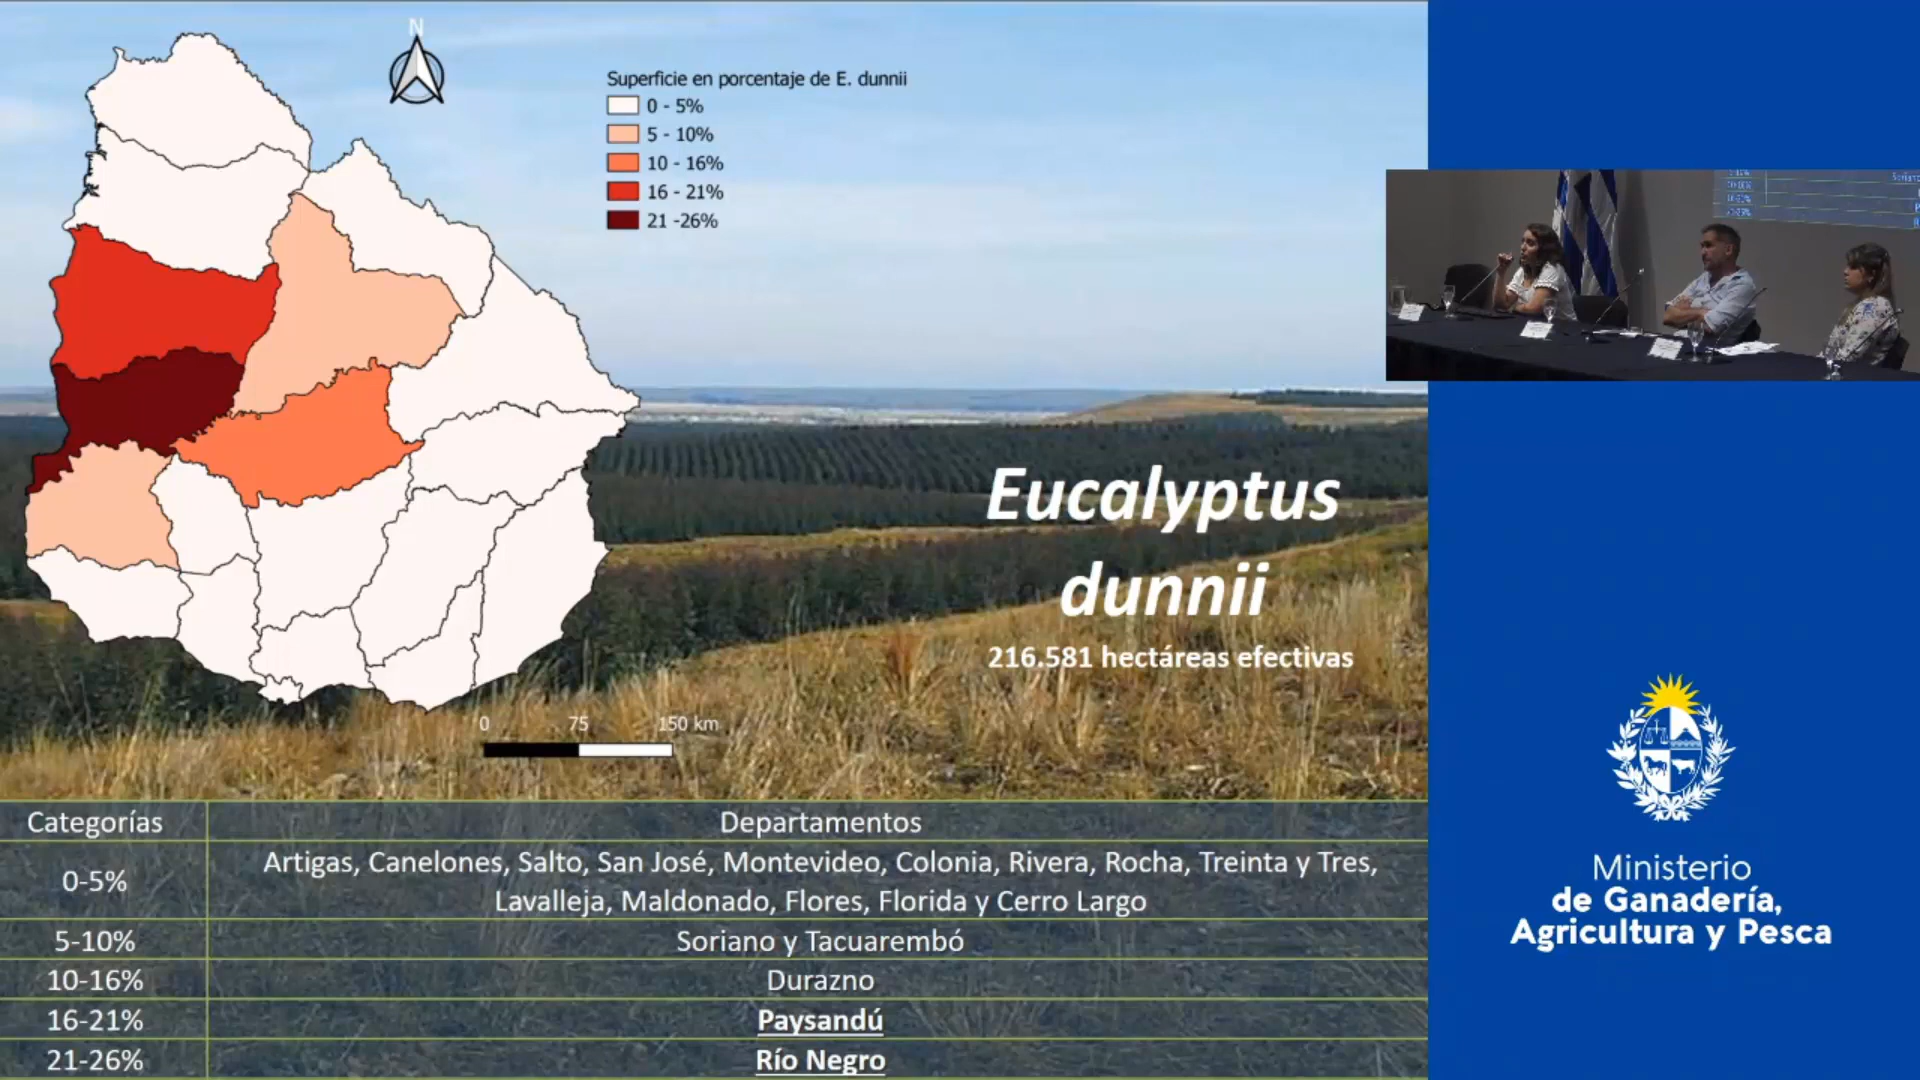 N
Superficie en porcentaje de E. dunnii
0 - 5%
5 - 10%
10 - 16%
16 - 21%
21 -26%
Eucalyptus
dunnii
216.581 hectáreas efectivas
0 75 150 km
Categorías Departamentos
0-5% Artigas, Canelones, Salto, San José, Montevideo, Colonia, Rivera, Rocha, Treinta y Tres,
Lavalleja, Maldonado, Flores, Florida y Cerro Largo
5-10% Soriano y Tacuarembó
10-16% Durazno
16-21% Paysandú
21-26% Río Negro
Ministerio
de Ganadería,
Agricultura y Pesca